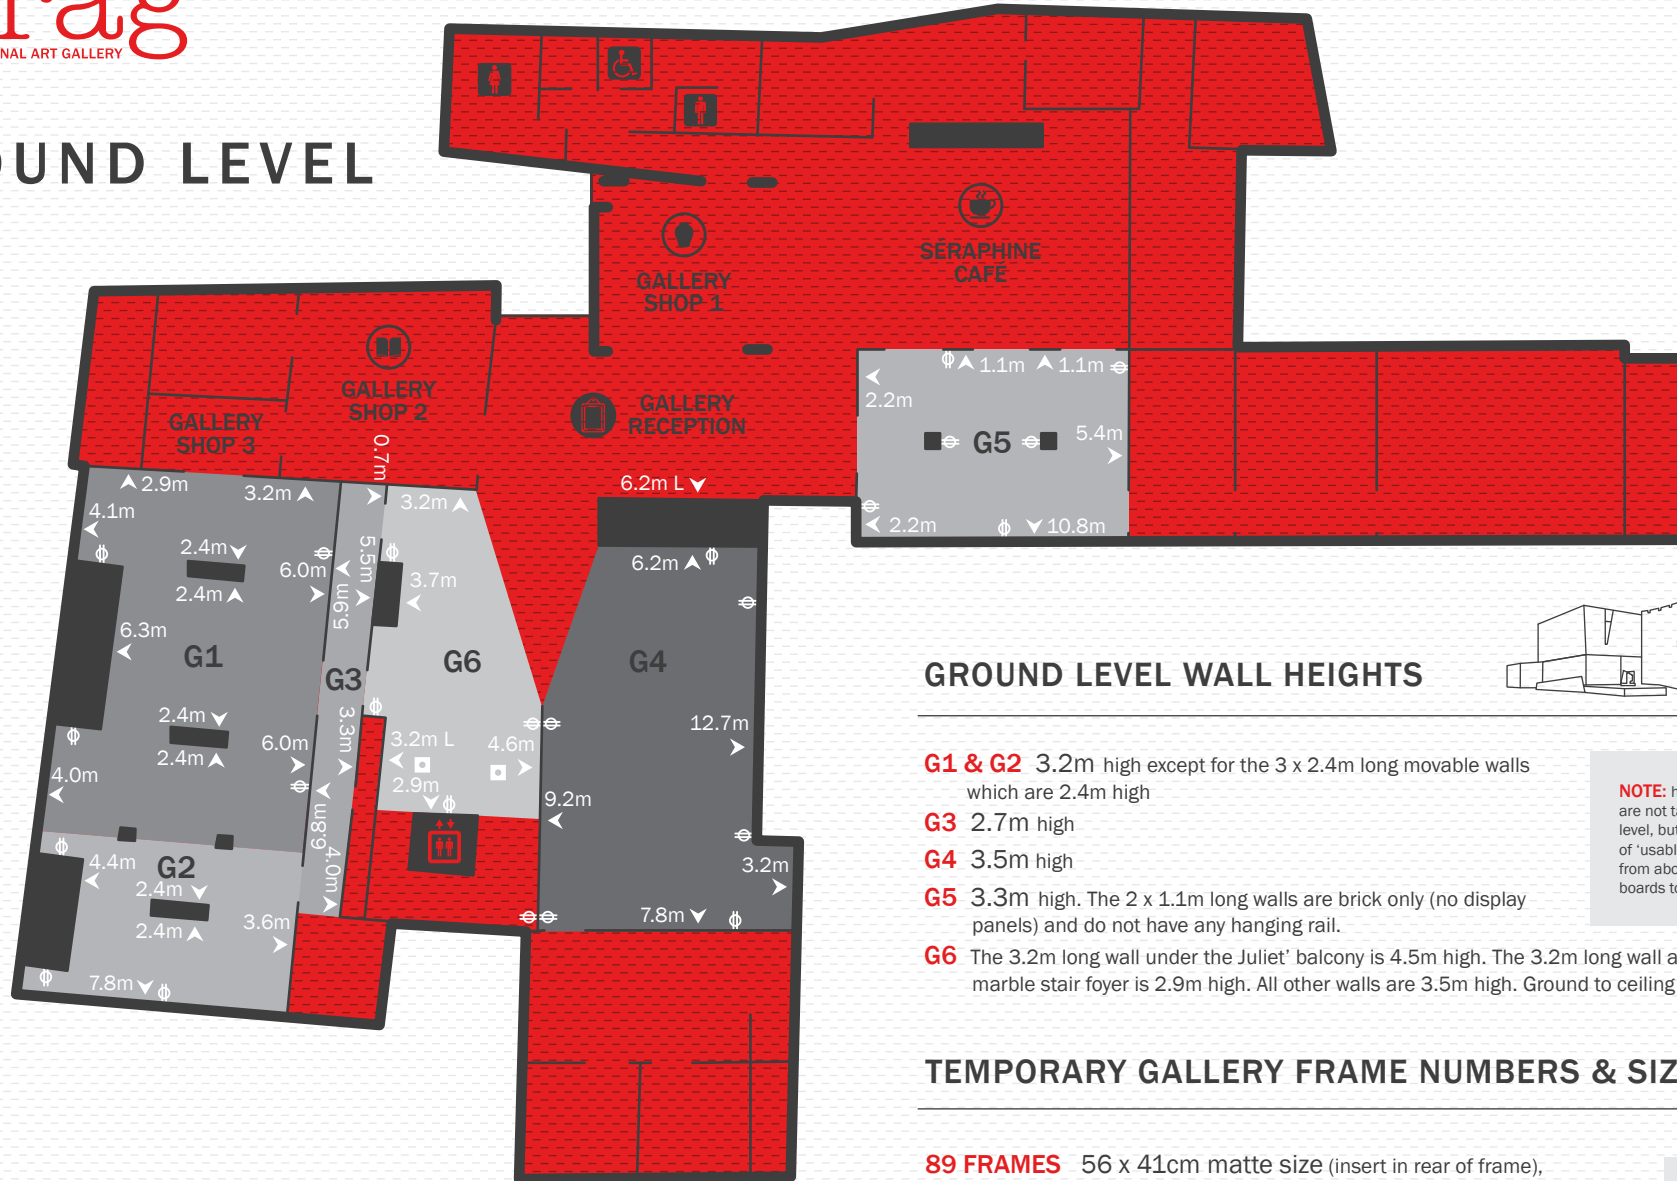 rag
NAL ART GALLERY
OUND LEVEL
GALLERY
SHOP 1
SÉRAPHINE
CAFÉ
GALLERY
SHOP 2
GALLERY
SHOP 3
GALLERY
RECEPTION
0.7m
2.9m
3.2m
3.2m
4.1m
2.4m
2.4m
6.0m
5.9m
5.5m
3.7m
6.3m
G1
G3
G6
2.4m
2.4m
6.0m
3.3m
3.2m L
4.6m
2.9m
4.0m
6.8m
4.0m
G2
4.4m
2.4m
2.4m
3.6m
7.8m
6.2m L
6.2m
G4
12.7m
9.2m
3.2m
7.8m
1.1m
1.1m
2.2m
G5
5.4m
2.2m
10.8m
GROUND LEVEL WALL HEIGHTS
G1 & G2 3.2m high except for the 3 x 2.4m long movable walls
which are 2.4m high
G3 2.7m high
G4 3.5m high
G5 3.3m high. The 2 x 1.1m long walls are brick only (no display
panels) and do not have any hanging rail.
G6 The 3.2m long wall under the Juliet' balcony is 4.5m high. The 3.2m long wall a
marble stair foyer is 2.9m high. All other walls are 3.5m high. Ground to ceiling
NOTE: h
are not ta
level, but
of 'usabl
from abo
boards to
TEMPORARY GALLERY FRAME NUMBERS & SIZ
89 FRAMES 56 x 41cm matte size (insert in rear of frame),